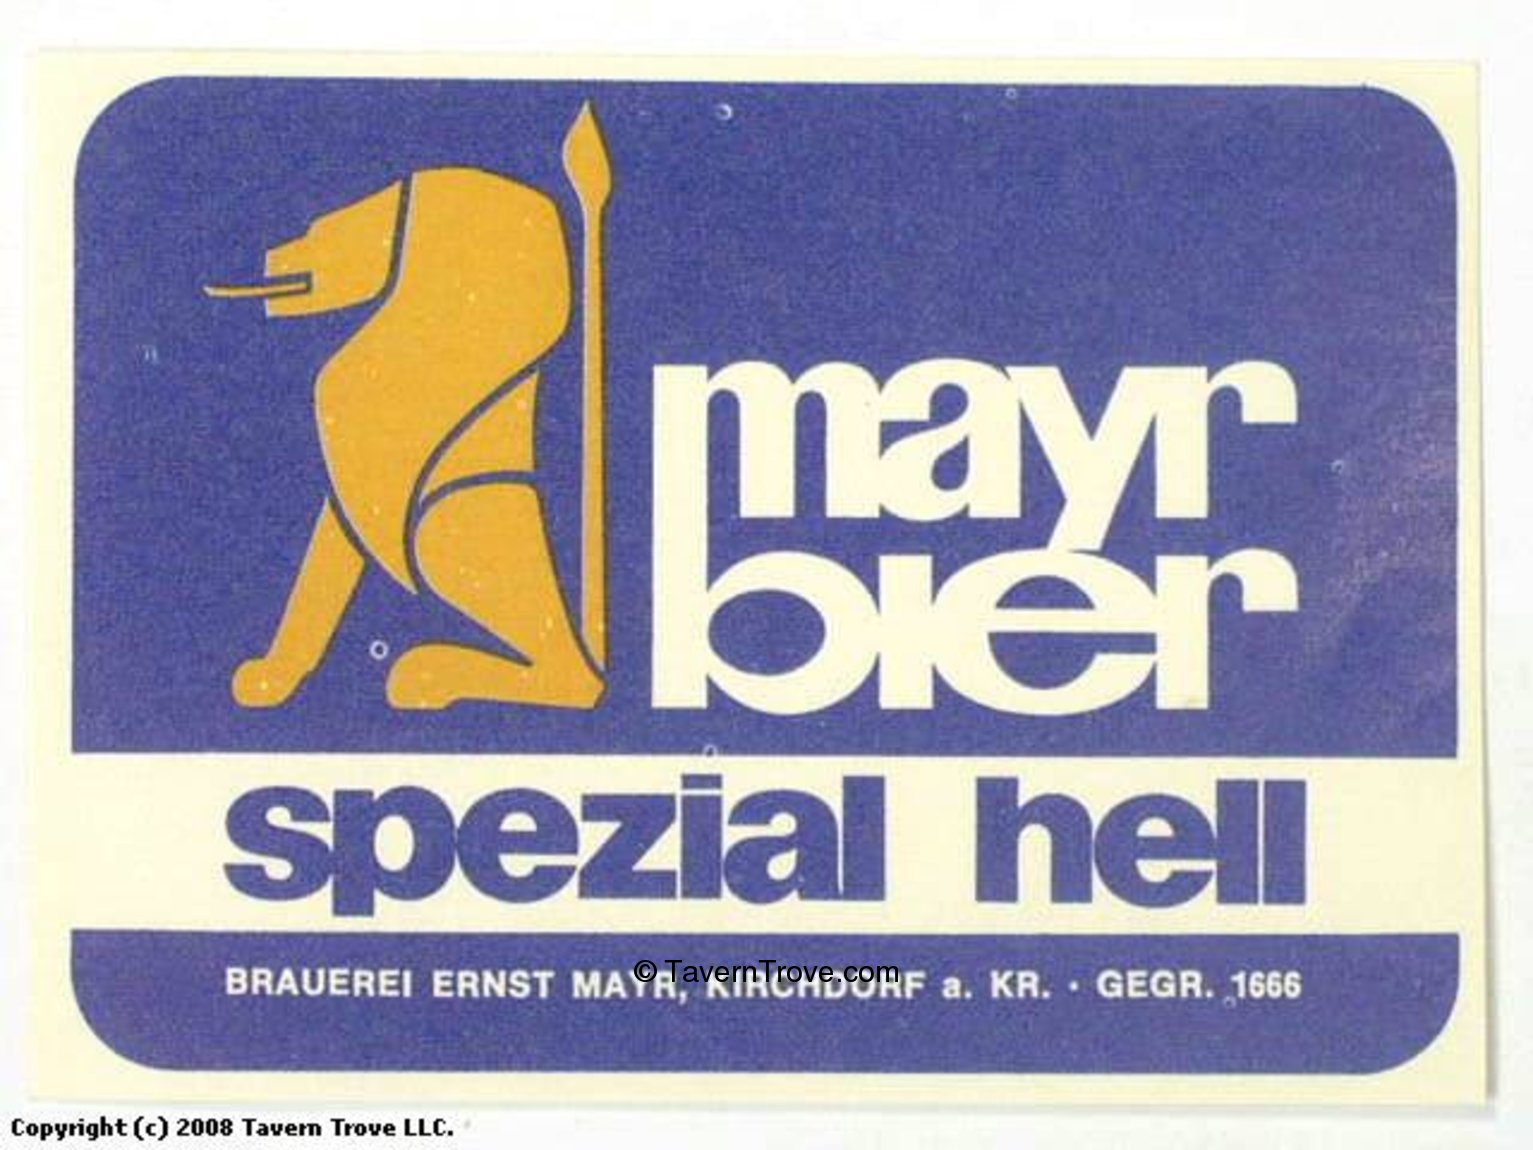 mayr
bier
spezial hell
BRAUEREI ERNST MAYR, KIRCHDORF a. KR. · GEGR. 1666
© TavernTrove.com
Copyright (c) 2008 Tavern Trove LLC.